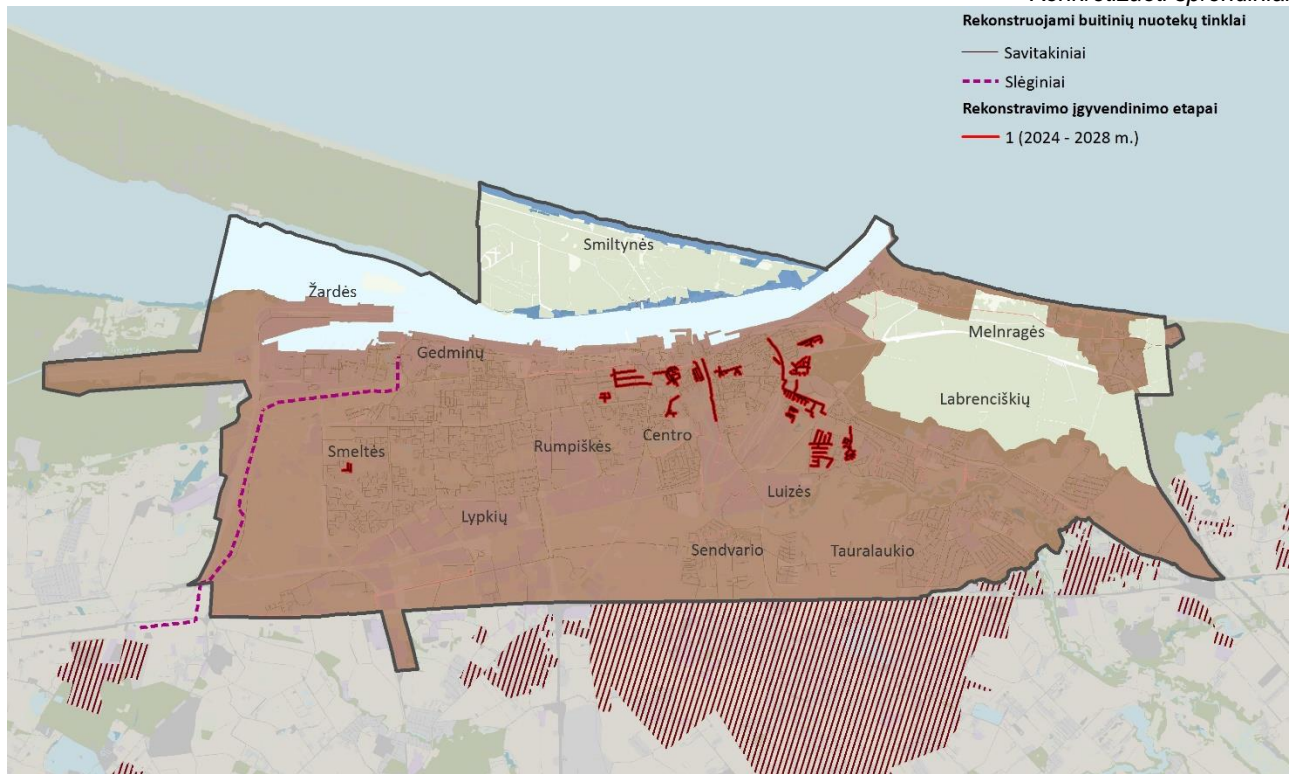 Rekonstruojami buitinių nuotekų tinklai
Savitakiniai
Slėginiai
Rekonstravimo įgyvendinimo etapai
1 (2024 - 2028 m.)
Smiltynės
Žardės
Melnragės
Gedminų
Labrenciškių
Smeltės
Rumpiškės
Centro
Luizės
Lypkių
Sendvario
Tauralaukio